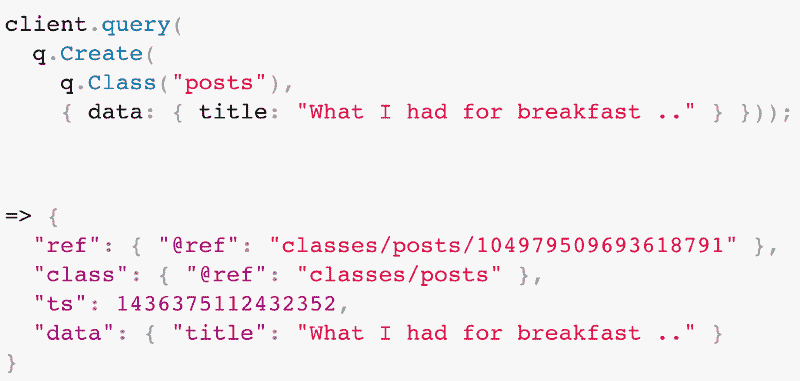 client.query(
  q.Create(
    q.Class("posts"),
    { data: { title: "What I had for breakfast .." } }));
=> {
  "ref": { "@ref": "classes/posts/104979509693618791" },
  "class": { "@ref": "classes/posts" },
  "ts": 1436375112432352,
  "data": { "title": "What I had for breakfast .." }
}